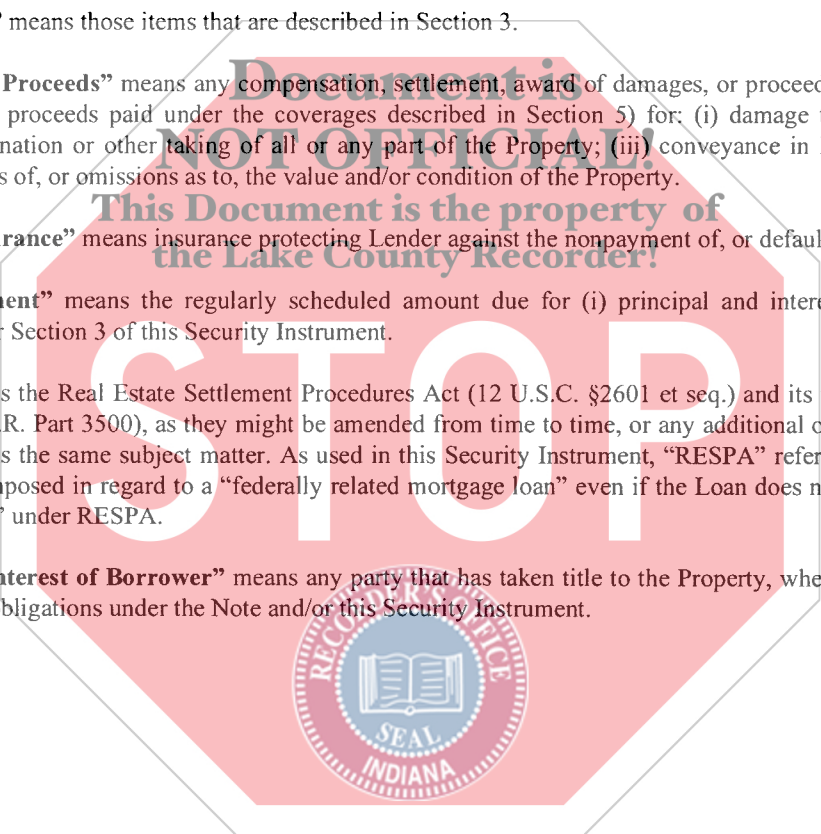 ” means those items that are described in Section 3.
Proceeds” means any compensation, settlement, award of damages, or proceed
proceeds paid under the coverages described in Section 5) for: (i) damage t
nation or other taking of all or any part of the Property; (iii) conveyance in
s of, or omissions as to, the value and/or condition of the Property.
rance” means insurance protecting Lender against the nonpayment of, or defaul
ent” means the regularly scheduled amount due for (i) principal and intere
r Section 3 of this Security Instrument.
s the Real Estate Settlement Procedures Act (12 U.S.C. §2601 et seq.) and its
.R. Part 3500), as they might be amended from time to time, or any additional o
s the same subject matter. As used in this Security Instrument, “RESPA” refer
posed in regard to a “federally related mortgage loan” even if the Loan does n
” under RESPA.
nterest of Borrower” means any party that has taken title to the Property, whe
bligations under the Note and/or this Security Instrument.
Document is
NOT OFFICIAL!
This Document is the property of
the Lake County Recorder!
STOP
RECORDER'S OFFICE
SEAL
INDIANA